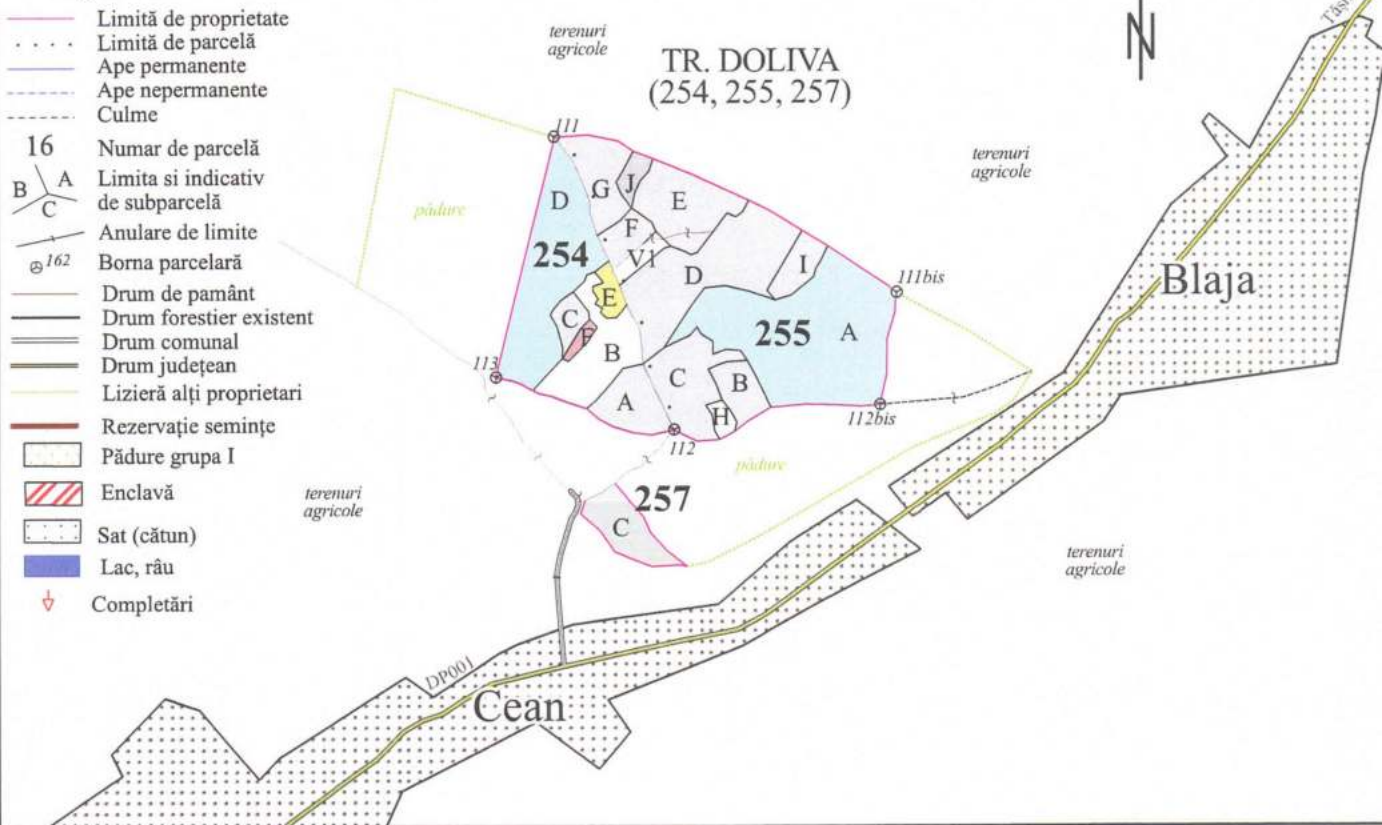 Limită de proprietate
Limită de parcelă
Ape permanente
Ape nepermanente
Culme
16 Numar de parcelă
B A C Limita si indicativ
de subparcelă
Anulare de limite
162 Borna parcelară
Drum de pamânt
Drum forestier existent
Drum comunal
Drum județean
Lizieră alți proprietari
Rezervație semințe
Pădure grupa I
Enclavă
Sat (cătun)
Lac, râu
Completări
terenuri
agricole
TR. DOLIVA
(254, 255, 257)
N
terenuri
agricole
pădure
111
D
254
G
J
E
F
V1
D
I
E
C
F
B
A
C
B
H
255
A
111bis
112bis
113
112
pădure
257
C
terenuri
agricole
terenuri
agricole
Blaja
DP001
Cean